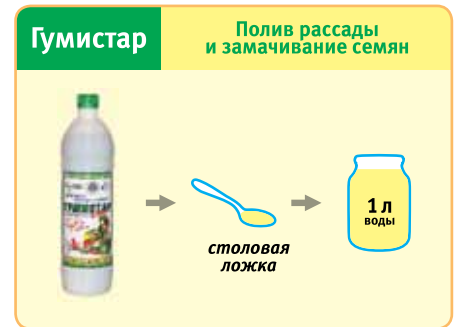 Гумистар
Полив рассады
и замачивание семян
столовая
ложка
1 л
воды